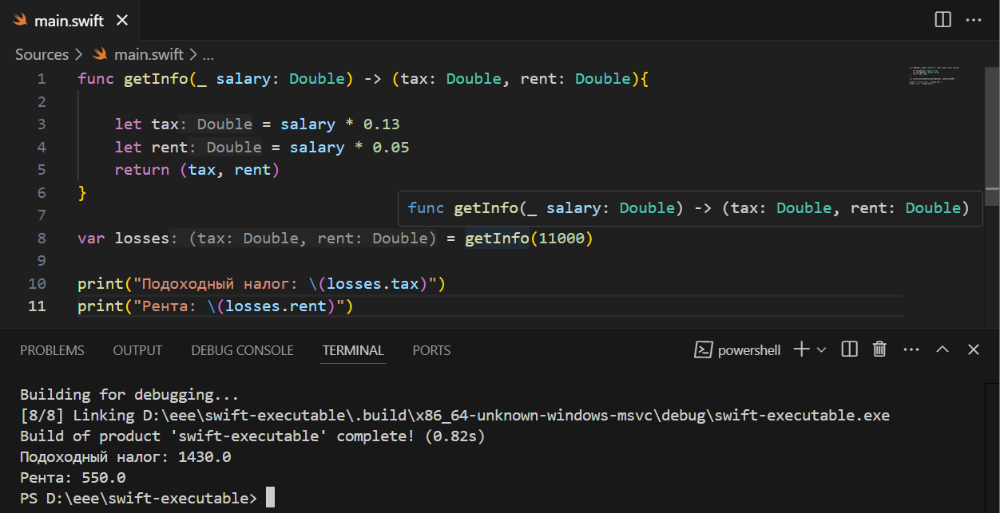 main.swift
Sources > main.swift > ...
1 func getInfo(_ salary: Double) -> (tax: Double, rent: Double){
2
3 let tax: Double = salary * 0.13
4 let rent: Double = salary * 0.05
5 return (tax, rent)
6 }
func getInfo(_ salary: Double) -> (tax: Double, rent: Double)
7
8 var losses: (tax: Double, rent: Double) = getInfo(11000)
9
10 print("Подоходный налог: \(losses.tax)")
11 print("Рента: \(losses.rent)")
PROBLEMS OUTPUT DEBUG CONSOLE TERMINAL PORTS powershell
Building for debugging...
[8/8] Linking D:\eee\swift-executable\.build\x86_64-unknown-windows-msvc\debug\swift-executable.exe
Build of product 'swift-executable' complete! (0.82s)
Подоходный налог: 1430.0
Рента: 550.0
PS D:\eee\swift-executable>